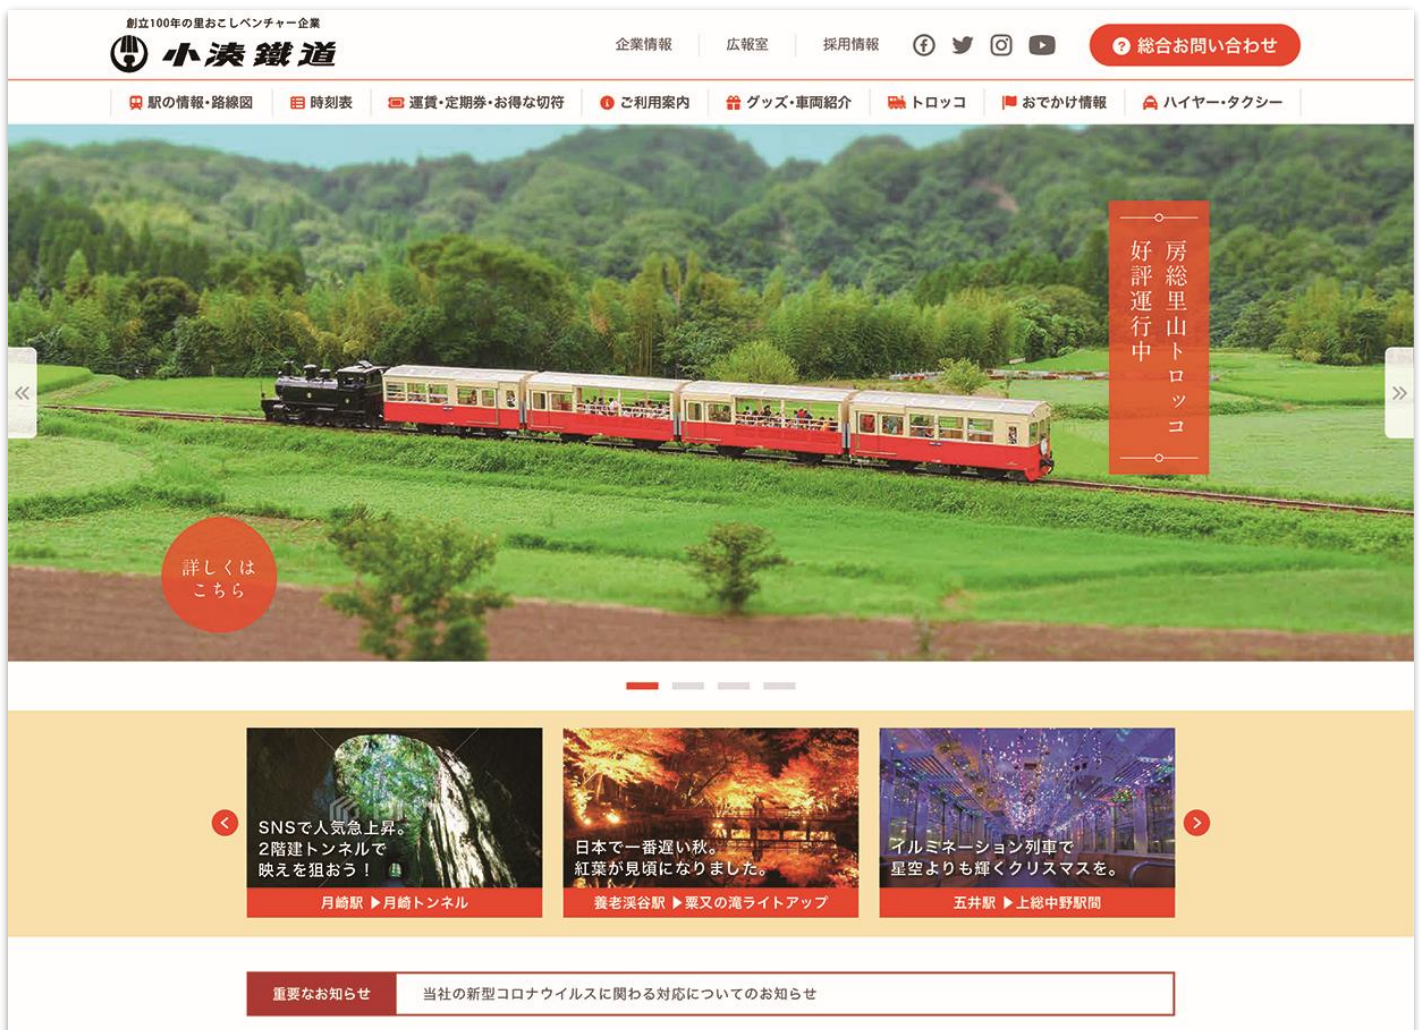 創立100年の里おこしベンチャー企業
小湊鐵道
企業情報
広報室
採用情報
総合お問い合わせ
駅の情報・路線図
時刻表
運賃・定期券・お得な切符
ご利用案内
グッズ・車両紹介
トロッコ
おでかけ情報
ハイヤー・タクシー
房総里山トロッコ
好評運行中
詳しくは
こちら
SNSで人気急上昇。
2階建トンネルで
映えを狙おう！
月崎駅 ▶月崎トンネル
日本で一番遅い秋。
紅葉が見頃になりました。
養老渓谷駅 ▶粟又の滝ライトアップ
イルミネーション列車で
星空よりも輝くクリスマスを。
五井駅 ▶上総中野駅間
重要なお知らせ
当社の新型コロナウイルスに関わる対応についてのお知らせ